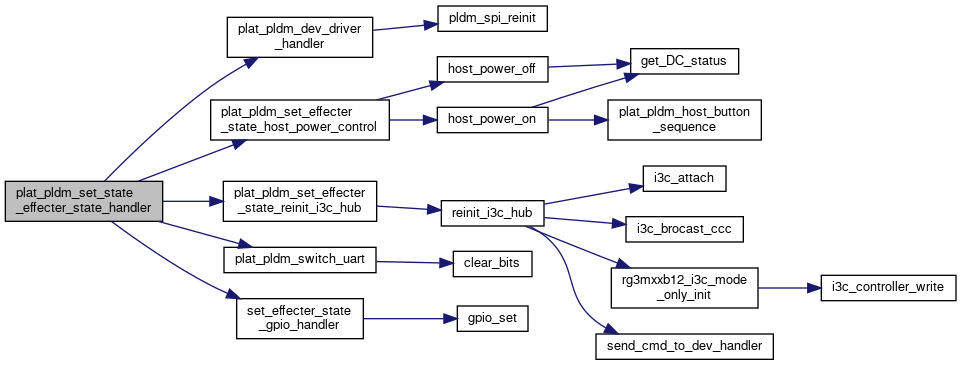 plat_pldm_set_state
_effecter_state_handler
plat_pldm_dev_driver
_handler
pldm_spi_reinit
plat_pldm_set_effecter
_state_host_power_control
host_power_off
get_DC_status
host_power_on
plat_pldm_host_button
_sequence
plat_pldm_set_effecter
_state_reinit_i3c_hub
reinit_i3c_hub
i3c_attach
i3c_brocast_ccc
rg3mxxb12_i3c_mode
_only_init
i3c_controller_write
send_cmd_to_dev_handler
plat_pldm_switch_uart
clear_bits
set_effecter_state
_gpio_handler
gpio_set